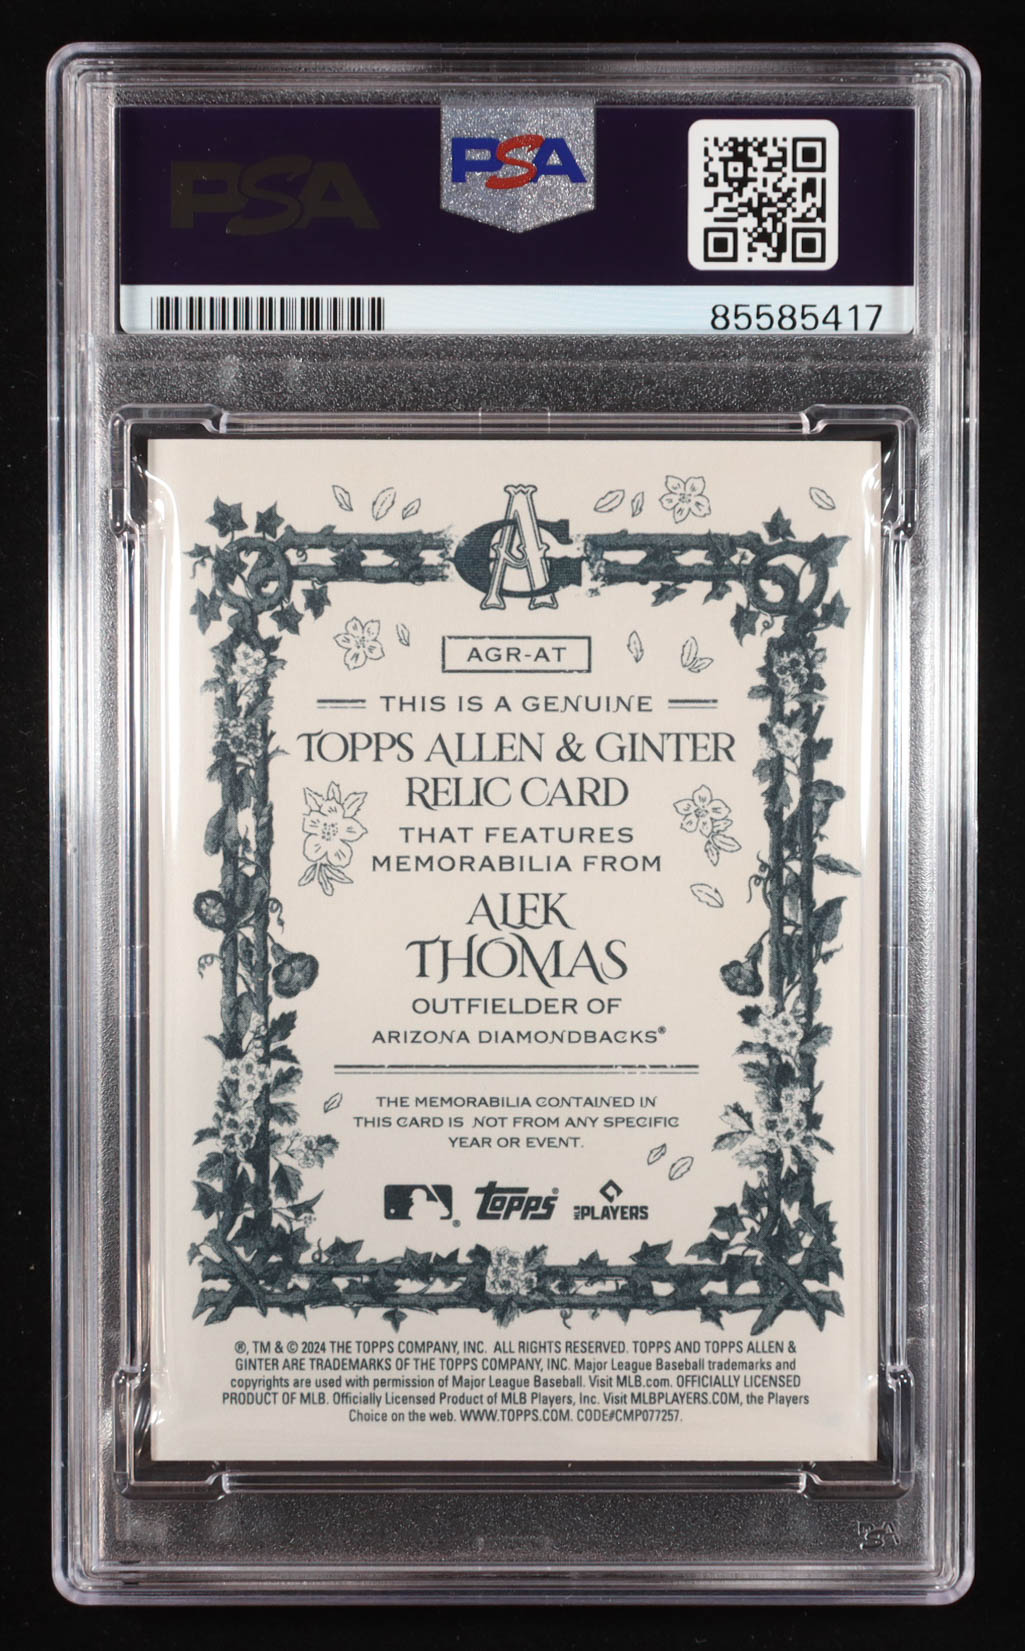 PSA
PSA
85585417
AG
AGR-AT
THIS IS A GENUINE
TOPPS ALLEN & GINTER
RELIC CARD
THAT FEATURES
MEMORABILIA FROM
ALEK
THOMAS
OUTFIELDER OF
ARIZONA DIAMONDBACKS®
THE MEMORABILIA CONTAINED IN
THIS CARD IS NOT FROM ANY SPECIFIC
YEAR OR EVENT.
® topps® MLB PLAYERS
®, TM & © 2024 THE TOPPS COMPANY, INC. ALL RIGHTS RESERVED. TOPPS AND TOPPS ALLEN &
GINTER ARE TRADEMARKS OF THE TOPPS COMPANY, INC. Major League Baseball trademarks and
copyrights are used with permission of Major League Baseball. Visit MLB.com. OFFICIALLY LICENSED
PRODUCT OF MLB. Officially Licensed Product of MLB Players, Inc. Visit MLBPLAYERS.COM, the Players
Choice on the web. WWW.TOPPS.COM. CODE#CMP077257.
PSA